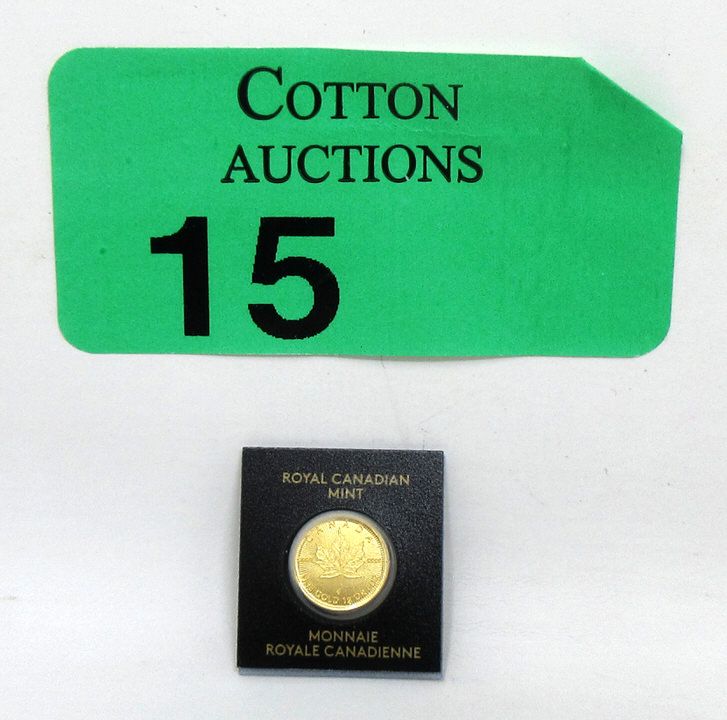 COTTON
AUCTIONS
15
ROYAL CANADIAN
MINT
CANADA
MONNAIE
ROYALE CANADIENNE